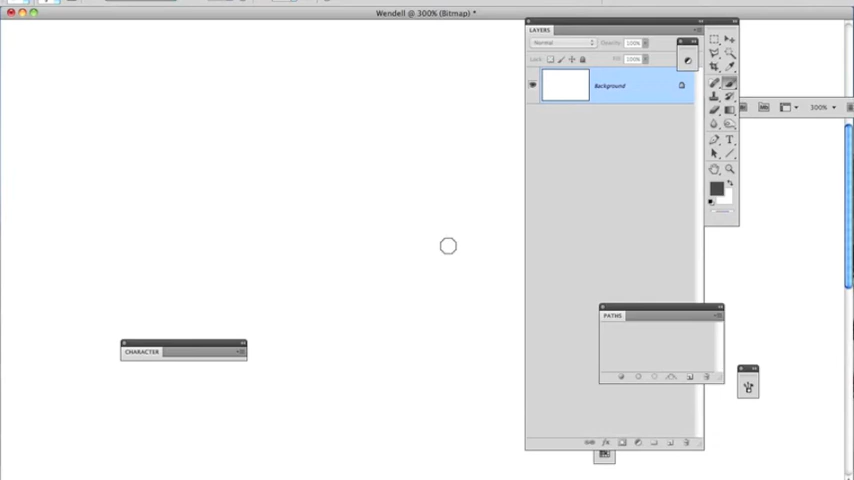 Wendell @ 300% (Bitmap) *
LAYERS
Normal
Opacity: 100%
Lock:
Fill: 100%
Background
300%
PATHS
CHARACTER